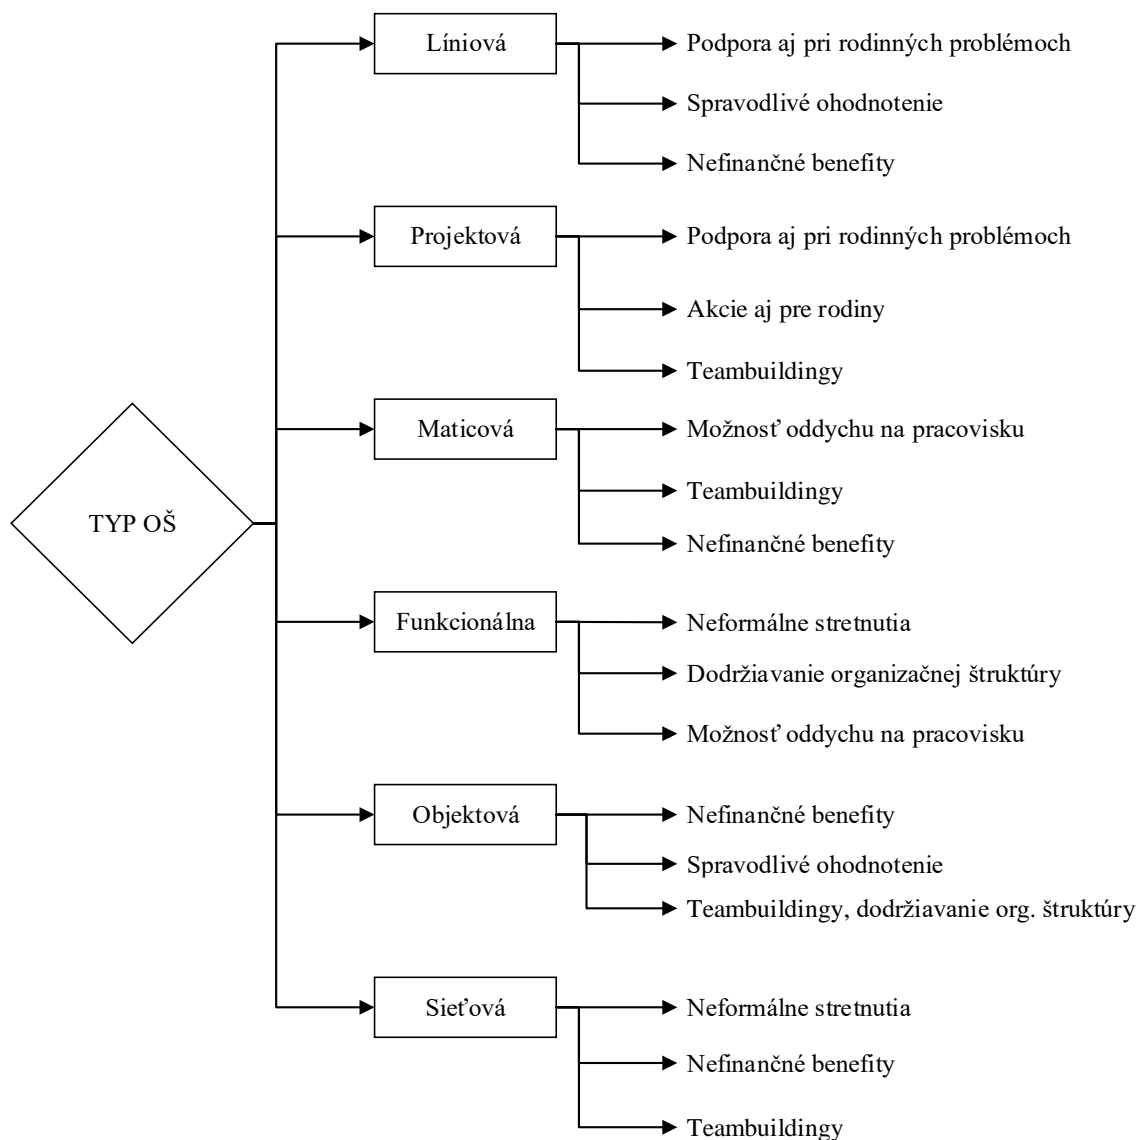 Líniová
Podpora aj pri rodinných problémoch
Spravodlivé ohodnotenie
Nefinančné benefity
Projektová
Podpora aj pri rodinných problémoch
Akcie aj pre rodiny
Teambuildingy
TYP OŠ
Maticová
Možnosť oddychu na pracovisku
Teambuildingy
Nefinančné benefity
Funkcionálna
Neformálne stretnutia
Dodržiavanie organizačnej štruktúry
Možnosť oddychu na pracovisku
Objektová
Nefinančné benefity
Spravodlivé ohodnotenie
Teambuildingy, dodržiavanie org. štruktúry
Sieťová
Neformálne stretnutia
Nefinančné benefity
Teambuildingy